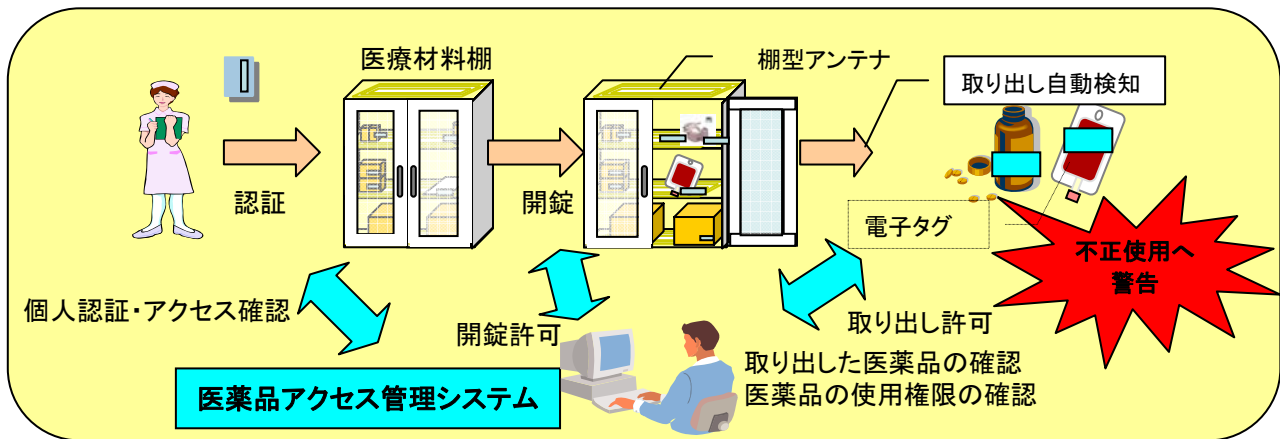 医療材料棚
棚型アンテナ
取り出し自動検知
認証
開錠
電子タグ
不正使用へ
警告
個人認証・アクセス確認
開錠許可
取り出し許可
取り出した医薬品の確認
医薬品の使用権限の確認
医薬品アクセス管理システム